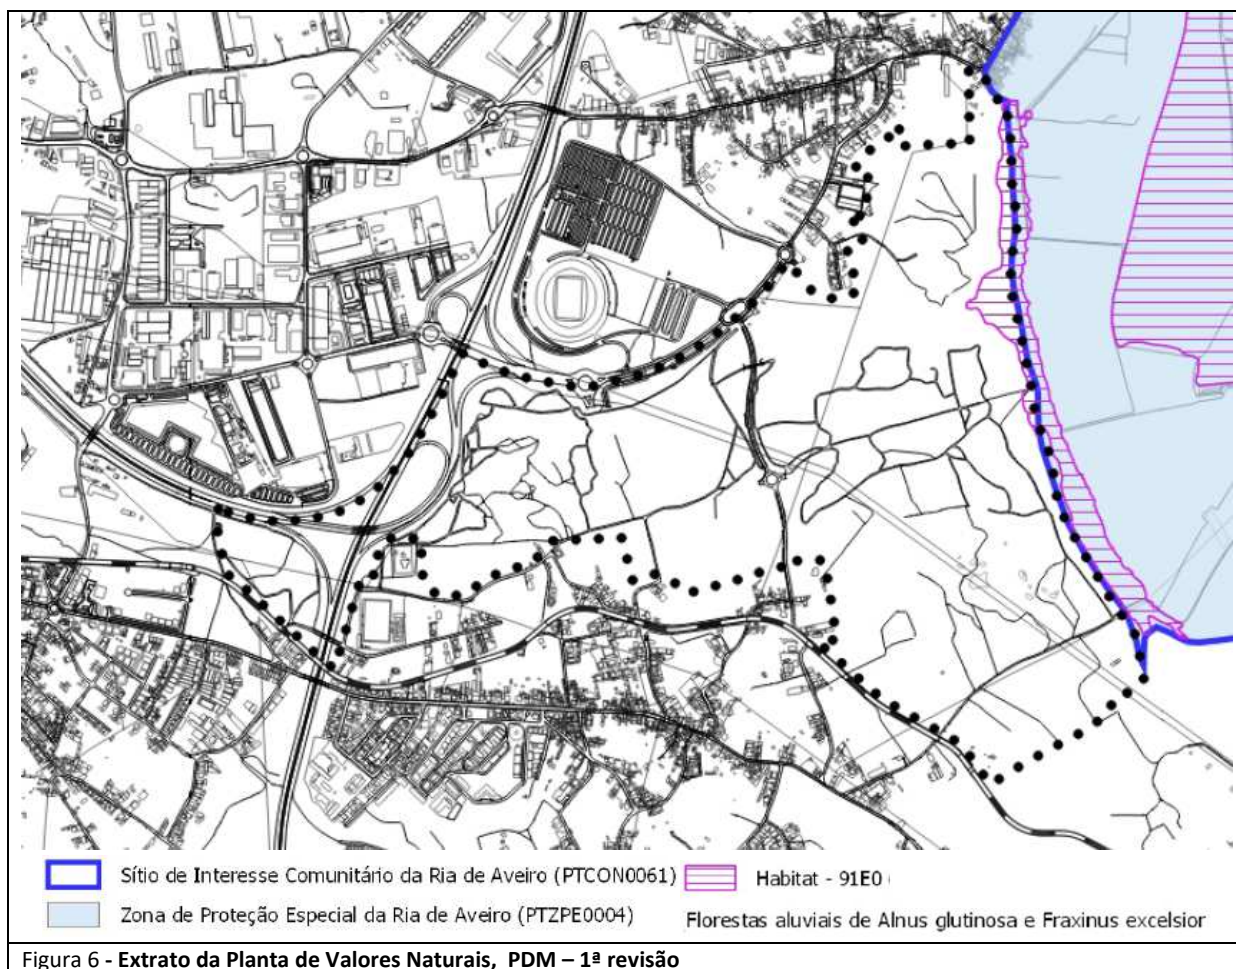 Sítio de Interesse Comunitário da Ria de Aveiro (PTCON0061)
Habitat - 91E0
Zona de Proteção Especial da Ria de Aveiro (PTZPE0004)
Florestas aluviais de Alnus glutinosa e Fraxinus excelsior
Figura 6 - Extrato da Planta de Valores Naturais, PDM – 1ª revisão